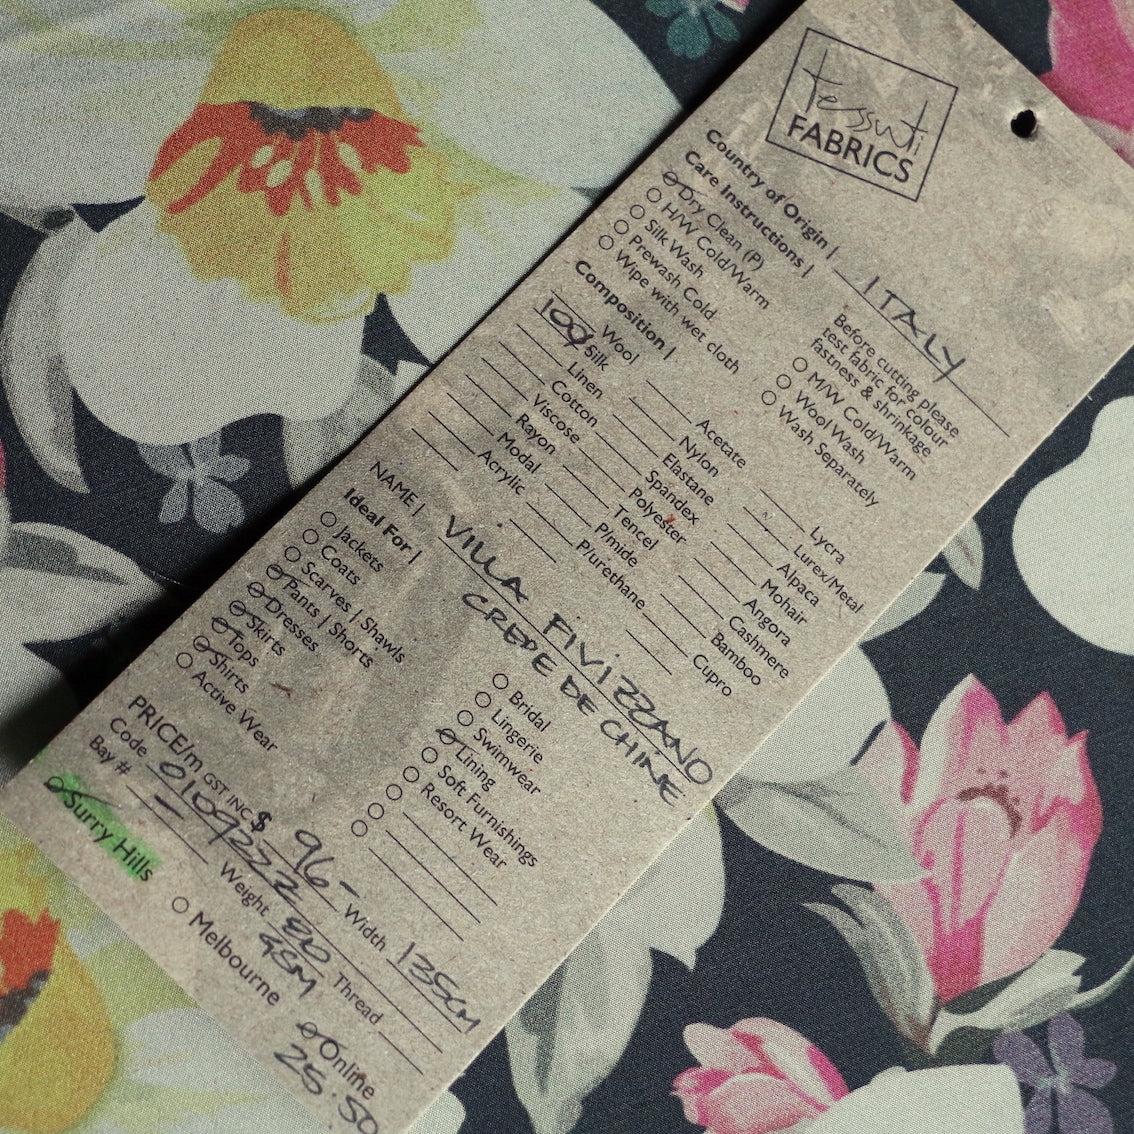 tessuti
FABRICS
Country of Origin | ITALY
Care Instructions |
Dry Clean (P)
H/W Cold/Warm
Silk Wash
Prewash Cold
Wipe with wet cloth
Before cutting please
test fabric for colour
fastness & shrinkage
M/W Cold/Warm
Wool Wash
Wash Separately
Composition |
Wool
100% Silk
Linen
Cotton
Viscose
Rayon
Modal
Acrylic
Acetate
Nylon
Elastane
Spandex
Polyester
Tencel
P/mide
P/urethane
Lycra
Lurex/Metal
Alpaca
Mohair
Angora
Cashmere
Bamboo
Cupro
NAME | VILLA FIVIZZANO
CREPE DE CHINE
Ideal For |
Jackets
Coats
Scarves | Shawls
Pants | Shorts
Dresses
Skirts
Tops
Shirts
Active Wear
Bridal
Lingerie
Swimwear
Lining
Soft Furnishings
Resort Wear
PRICE/m GST INC $ 96- Width 135cm
Code 0109222 Weight 80 GSM Thread
Bay #
Surry Hills
Melbourne
Online
25.50